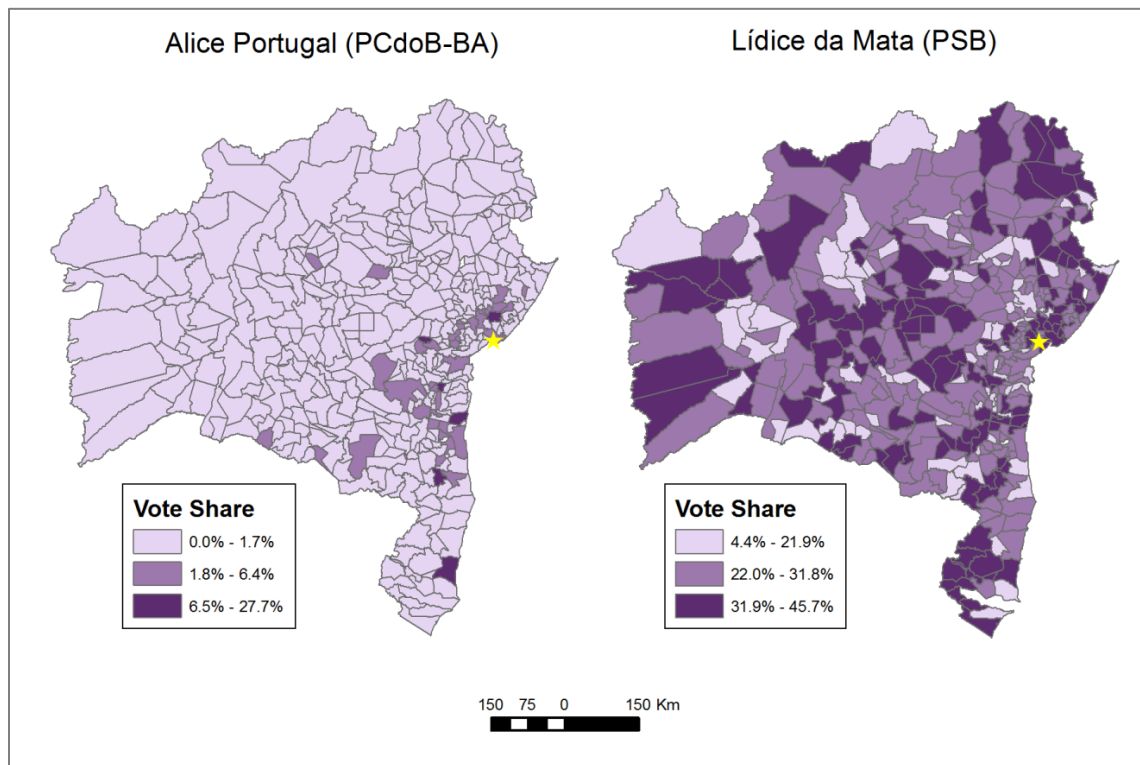 Alice Portugal (PCdoB-BA)
Lídice da Mata (PSB)
Vote Share
0.0% - 1.7%
1.8% - 6.4%
6.5% - 27.7%
Vote Share
4.4% - 21.9%
22.0% - 31.8%
31.9% - 45.7%
150 75 0 150 Km